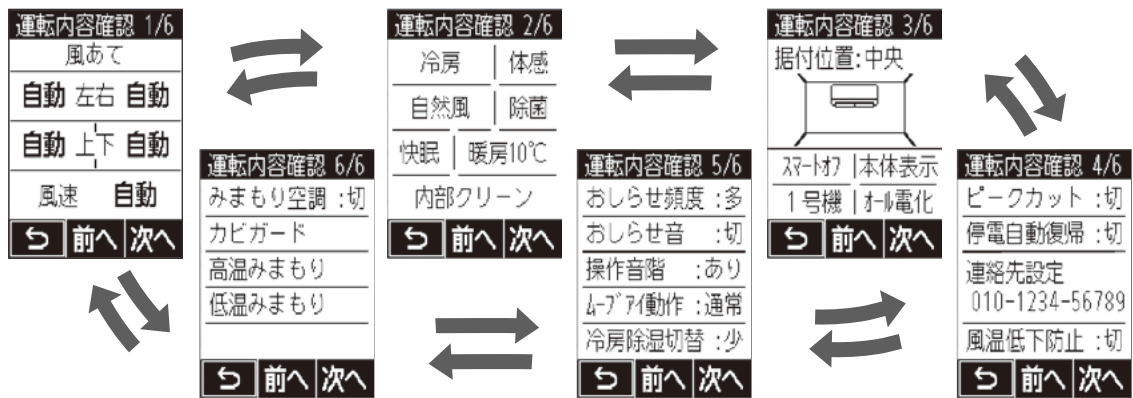 運転内容確認 1/6
風あて
自動 左右 自動
自動 上下 自動
風速 自動
前へ 次へ
運転内容確認 2/6
冷房 体感
自然風 除菌
快眠 暖房10℃
内部クリーン
前へ 次へ
運転内容確認 3/6
据付位置:中央
スマートオフ 本体表示
1号機 オール電化
前へ 次へ
運転内容確認 4/6
ピークカット :切
停電自動復帰 :切
連絡先設定
010-1234-56789
風温低下防止 :切
前へ 次へ
運転内容確認 5/6
おしらせ頻度 :多
おしらせ音 :切
操作音階 :あり
ムーブアイ動作 :通常
冷房除湿切替 :少
前へ 次へ
運転内容確認 6/6
みまもり空調 :切
カビガード
高温みまもり
低温みまもり
前へ 次へ